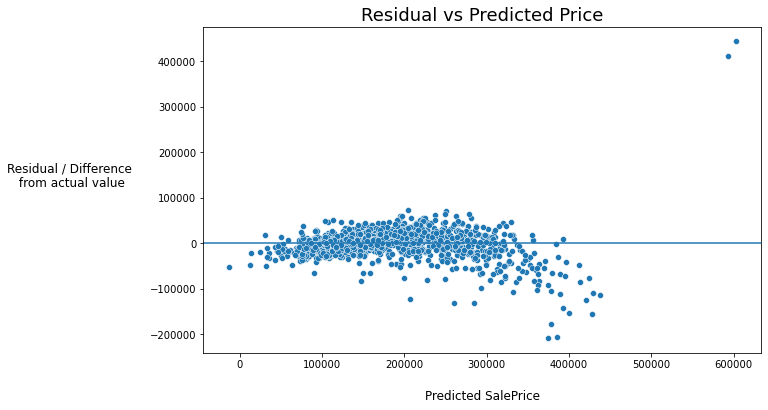 Residual vs Predicted Price
400000
300000
200000
100000
0
−100000
−200000
Residual / Difference
from actual value
0 100000 200000 300000 400000 500000 600000
Predicted SalePrice